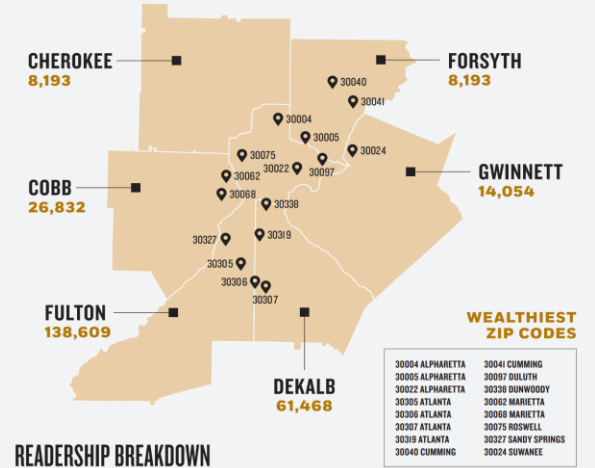 CHEROKEE
8,193
FORSYTH
8,193
30040
30041
30004
30005
30024
30075
30022
30097
30062
30068
GWINNETT
14,054
COBB
26,832
30338
30319
30327
30305
30306
30307
FULTON
138,609
DEKALB
61,468
WEALTHIEST
ZIP CODES
30004 ALPHARETTA
30005 ALPHARETTA
30022 ALPHARETTA
30305 ATLANTA
30306 ATLANTA
30307 ATLANTA
30319 ATLANTA
30040 CUMMING
30041 CUMMING
30097 DULUTH
30338 DUNWOODY
30062 MARIETTA
30068 MARIETTA
30075 ROSWELL
30327 SANDY SPRINGS
30024 SUWANEE
READERSHIP BREAKDOWN